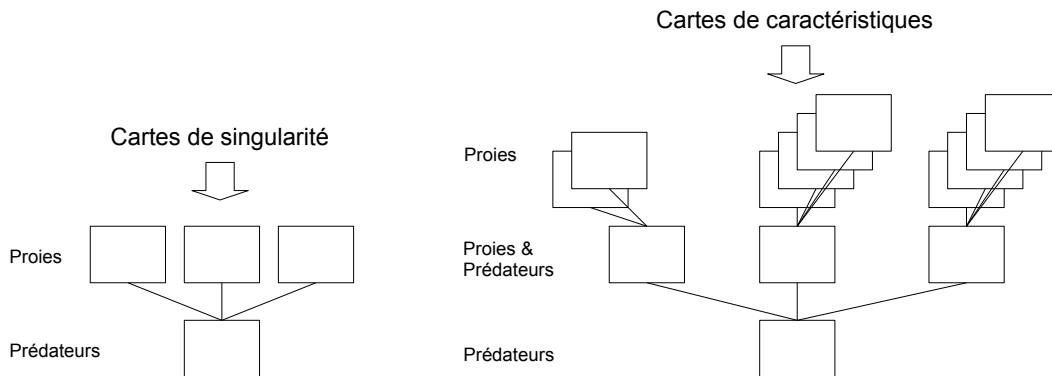 Cartes de singularité
Proies
Prédateurs
Cartes de caractéristiques
Proies
Proies &
Prédateurs
Prédateurs